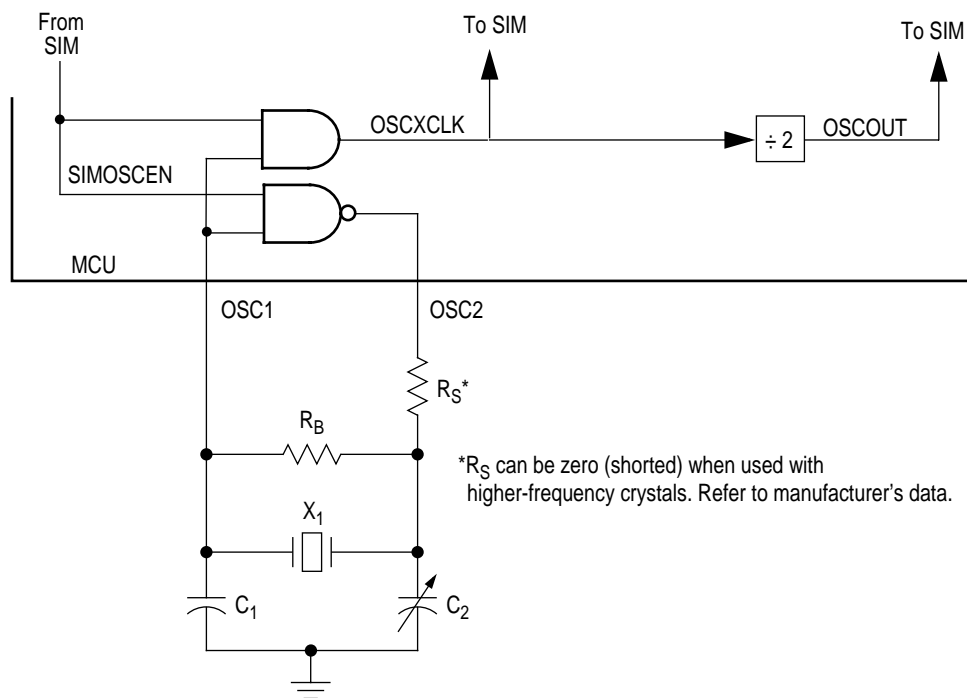 From
SIM
To SIM
To SIM
OSCXCLK
÷ 2
OSCOUT
SIMOSCEN
MCU
OSC1
OSC2
RS*
RB
*RS can be zero (shorted) when used with
higher-frequency crystals. Refer to manufacturer's data.
X1
C1
C2